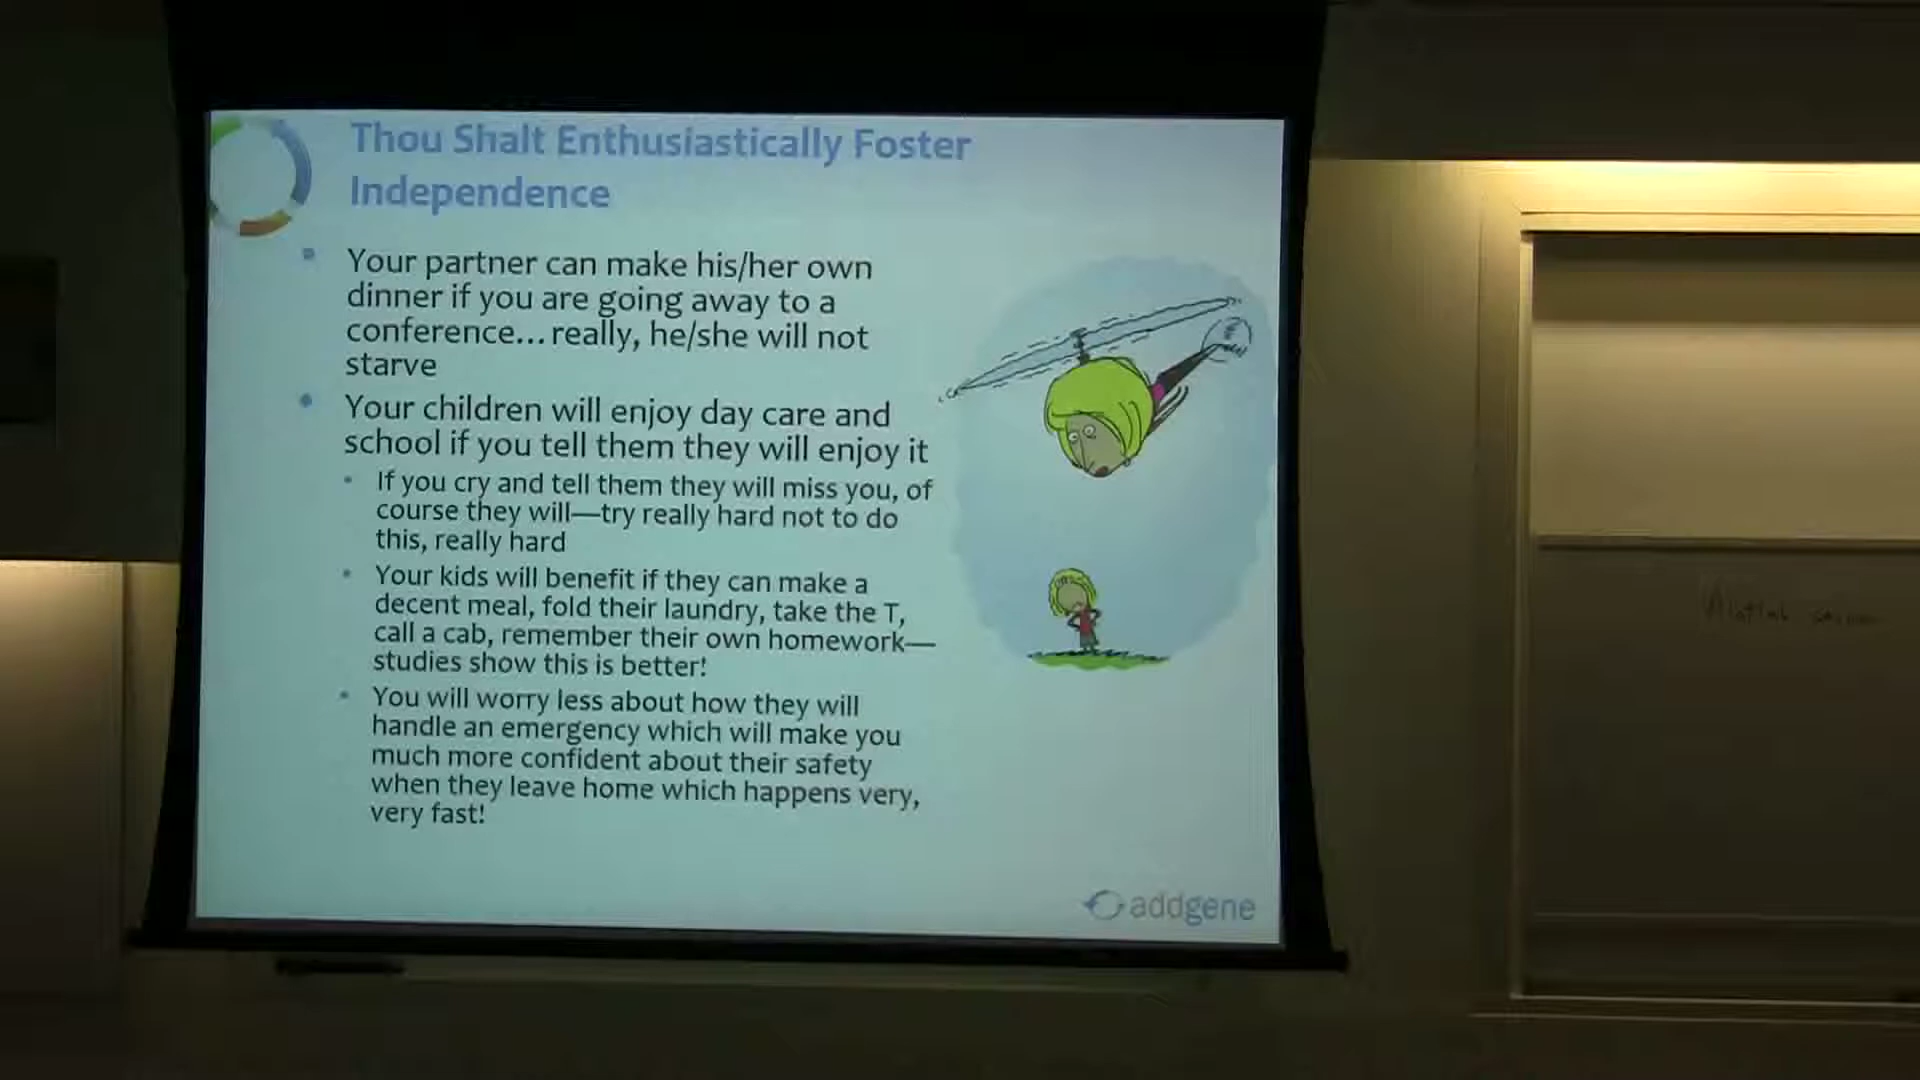 Thou Shalt Enthusiastically Foster
Independence
Your partner can make his/her own
dinner if you are going away to a
conference...really, he/she will not
starve
Your children will enjoy day care and
school if you tell them they will enjoy it
If you cry and tell them they will miss you, of
course they will—try really hard not to do
this, really hard
Your kids will benefit if they can make a
decent meal, fold their laundry, take the T,
call a cab, remember their own homework—
studies show this is better!
You will worry less about how they will
handle an emergency which will make you
much more confident about their safety
when they leave home which happens very,
very fast!
addgene